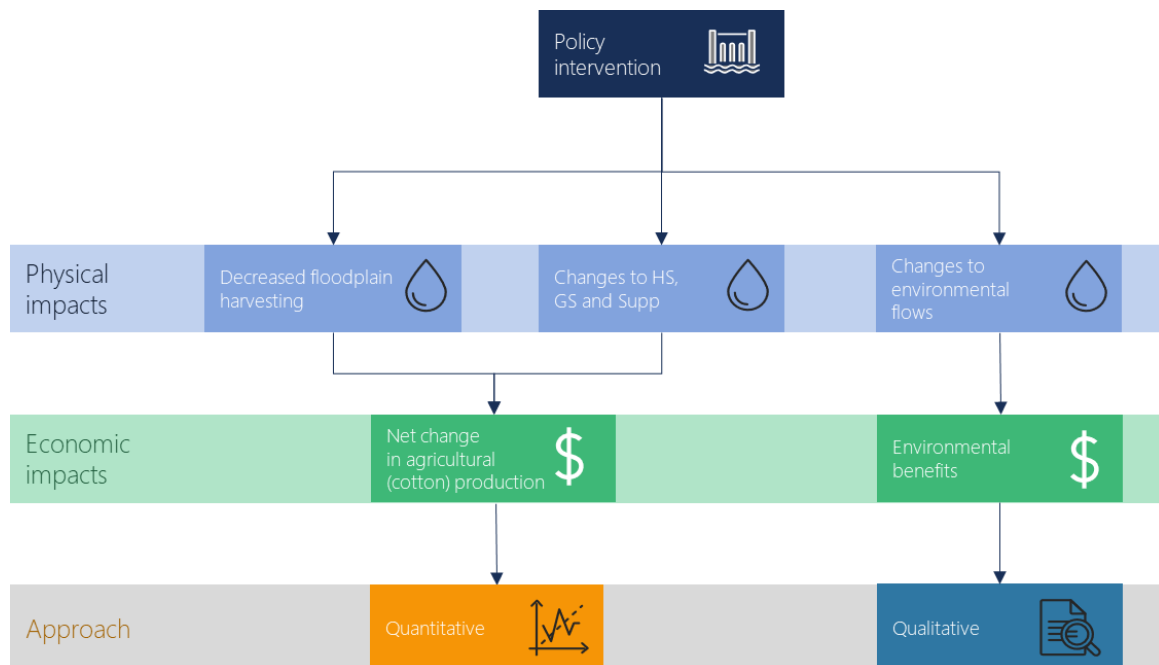 Policy
intervention
Physical
impacts
Decreased floodplain
harvesting
Changes to HS,
GS and Supp
Changes to
environmental
flows
Economic
impacts
Net change
in agricultural
(cotton) production
$
Environmental
benefits
$
Approach
Quantitative
Qualitative